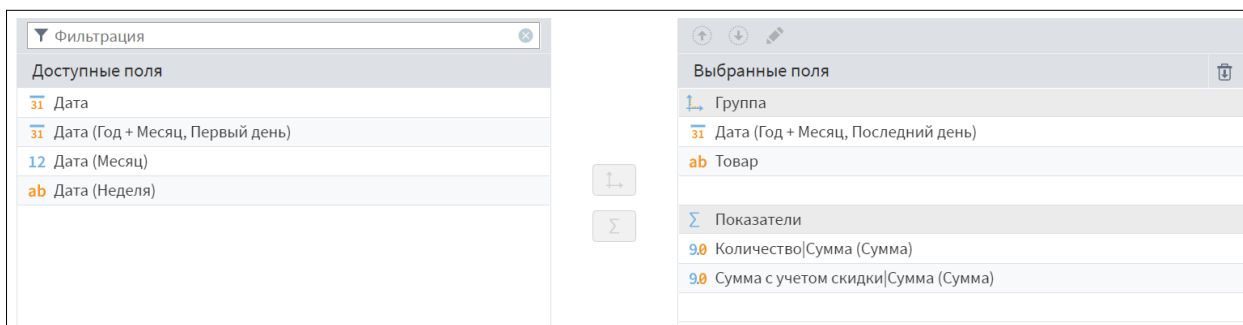 Фильтрация
Доступные поля
31 Дата
31 Дата (Год + Месяц, Первый день)
12 Дата (Месяц)
ab Дата (Неделя)
Выбранные поля
Группа
31 Дата (Год + Месяц, Последний день)
ab Товар
Σ Показатели
9.0 Количество|Сумма (Сумма)
9.0 Сумма с учетом скидки|Сумма (Сумма)